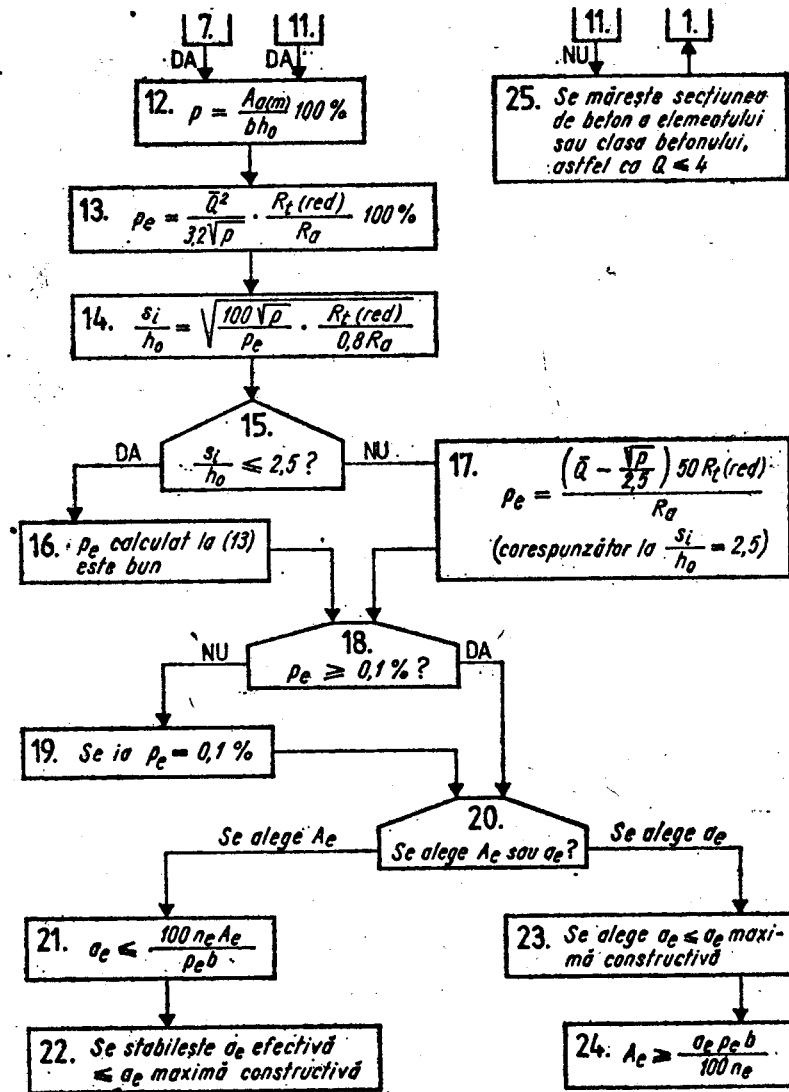 7.
11.
DA
DA
12. p = Aa(m)/bh₀ 100 %
13. pe = Q̄²/3,2√p · Rt(red)/Ra 100 %
14. si/h₀ = √(100√p/pe · Rt(red)/0,8Ra)
15.
si/h₀ ≤ 2,5 ?
DA
NU
16. pe calculat la (13)
este bun
17.
pe = (Q̄ − √p/2,5) 50 Rt(red)/Ra
(corespunzător la si/h₀ = 2,5)
18.
pe ≥ 0,1 % ?
NU
DA
19. Se ia pe = 0,1 %
20.
Se alege Ae sau ae ?
Se alege Ae
Se alege ae
21. ae ≤ 100 ne Ae/pe b
22. Se stabilește ae efectivă
≤ ae maximă constructivă
23. Se alege ae ≤ ae maxi-
mă constructivă
24. Ae ≥ ae pe b/100 ne
11.
1.
NU
25. Se mărește secțiunea
de beton a elementului
sau clasa betonului,
astfel ca Q ≤ 4